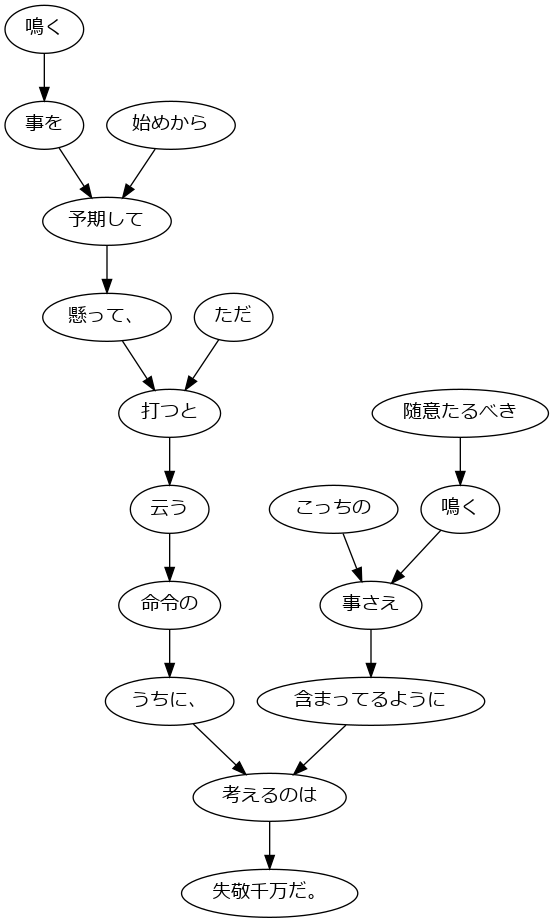 鳴く
事を
始めから
予期して
懸って、
ただ
打つと
随意たるべき
云う
こっちの
鳴く
命令の
事さえ
うちに、
含まってるように
考えるのは
失敬千万だ。